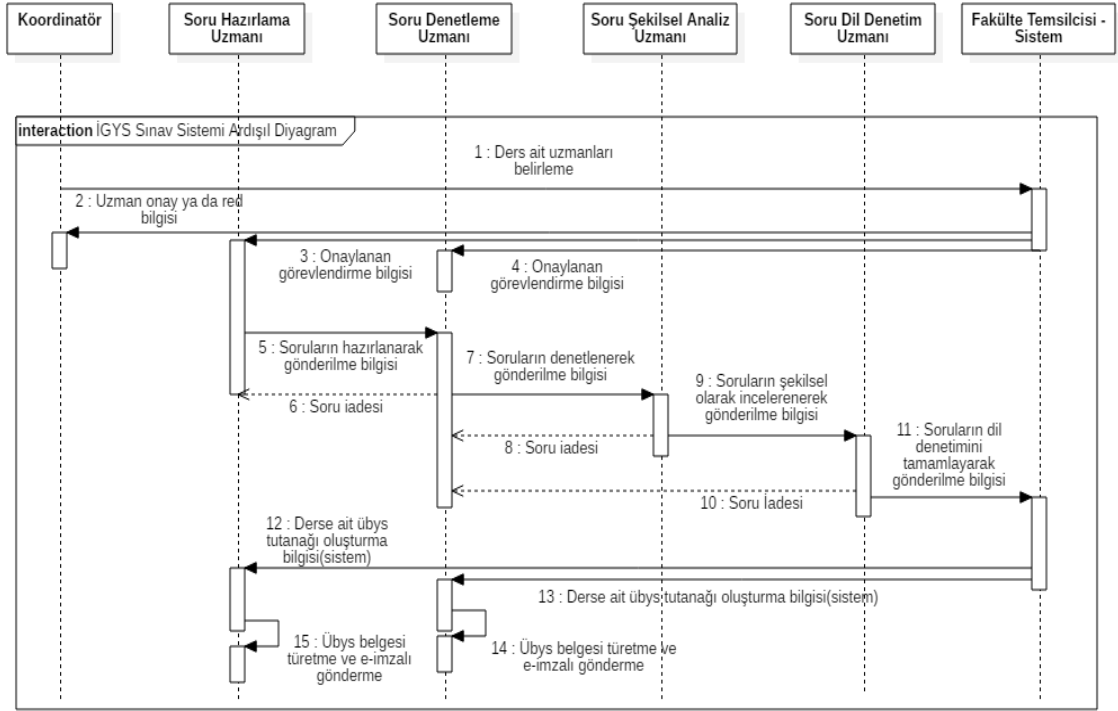 Koordinatör
Soru Hazırlama
Uzmanı
Soru Denetleme
Uzmanı
Soru Şekilsel Analiz
Uzmanı
Soru Dil Denetim
Uzmanı
Fakülte Temsilcisi -
Sistem
interaction İGYS Sınav Sistemi Ardışıl Diyagram
1 : Ders ait uzmanları
belirleme
2 : Uzman onay ya da red
bilgisi
3 : Onaylanan
görevlendirme bilgisi
4 : Onaylanan
görevlendirme bilgisi
5 : Soruların hazırlanarak
gönderilme bilgisi
6 : Soru iadesi
7 : Soruların denetlenerek
gönderilme bilgisi
8 : Soru iadesi
9 : Soruların şekilsel
olarak incelerenerek
gönderilme bilgisi
10 : Soru İadesi
11 : Soruların dil
denetimini
tamamlayarak
gönderilme bilgisi
12 : Derse ait übys
tutanağı oluşturma
bilgisi(sistem)
13 : Derse ait übys tutanağı oluşturma bilgisi(sistem)
14 : Übys belgesi türetme ve
e-imzalı gönderme
15 : Übys belgesi
türetme ve e-imzalı
gönderme